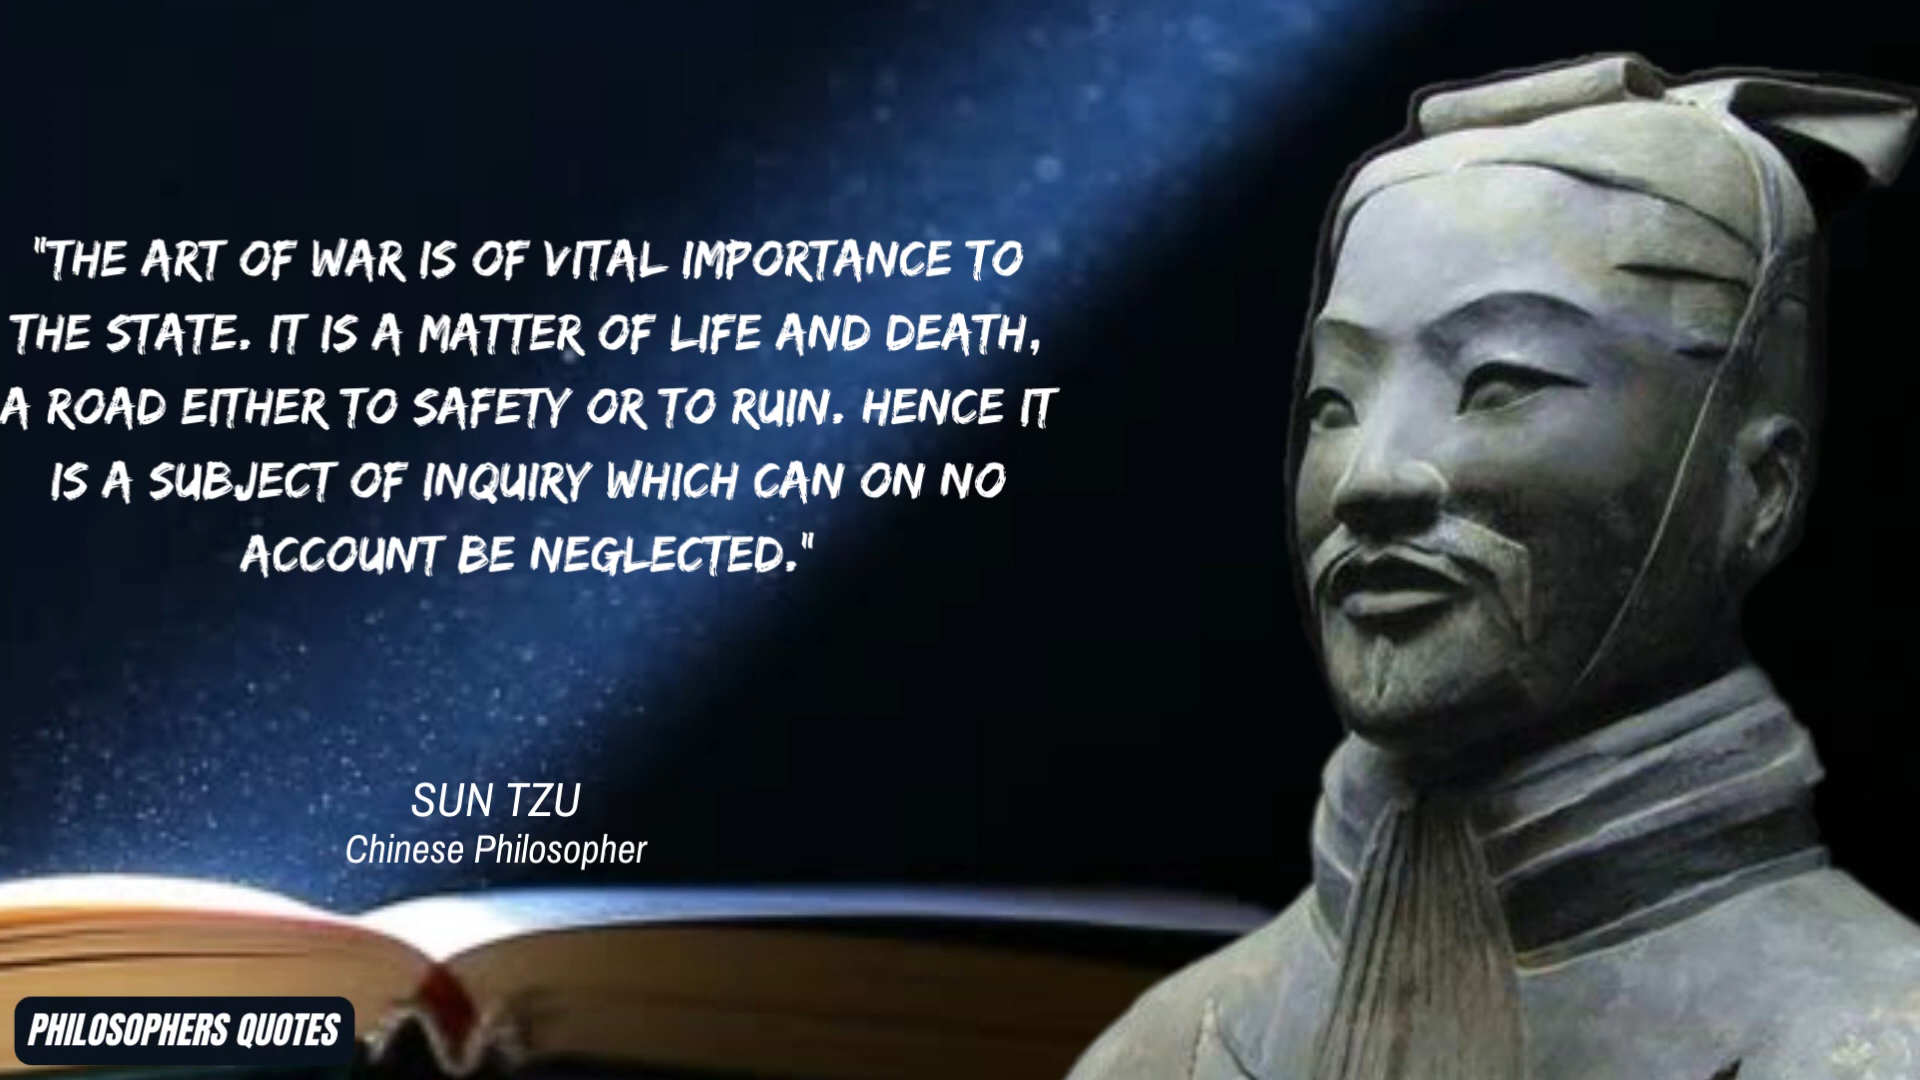 "THE ART OF WAR IS OF VITAL IMPORTANCE TO
THE STATE. IT IS A MATTER OF LIFE AND DEATH,
A ROAD EITHER TO SAFETY OR TO RUIN. HENCE IT
IS A SUBJECT OF INQUIRY WHICH CAN ON NO
ACCOUNT BE NEGLECTED."
SUN TZU
Chinese Philosopher
PHILOSOPHERS QUOTES